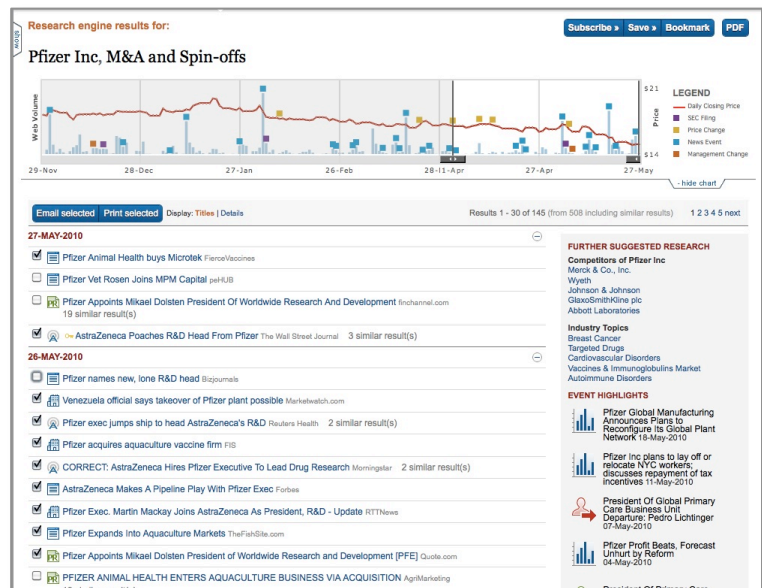 show
Research engine results for:
Subscribe » Save » Bookmark PDF
Pfizer Inc, M&A and Spin-offs
Web Volume
$21
Price
$14
29-Nov 28-Dec 27-Jan 26-Feb 28-11-Apr 27-Apr 27-May
LEGEND
Daily Closing Price
SEC Filing
Price Change
News Event
Management Change
- hide chart
Email selected Print selected Display: Titles | Details Results 1 - 30 of 145 (from 508 including similar results) 1 2 3 4 5 next
27-MAY-2010
Pfizer Animal Health buys Microtek FierceVaccines
Pfizer Vet Rosen Joins MPM Capital peHUB
PR Pfizer Appoints Mikael Dolsten President Of Worldwide Research And Development finchannel.com
19 similar result(s)
AstraZeneca Poaches R&D Head From Pfizer The Wall Street Journal 3 similar result(s)
26-MAY-2010
Pfizer names new, lone R&D head Bizjournals
Venezuela official says takeover of Pfizer plant possible Marketwatch.com
Pfizer exec jumps ship to head AstraZeneca's R&D Reuters Health 2 similar result(s)
Pfizer acquires aquaculture vaccine firm FIS
CORRECT: AstraZeneca Hires Pfizer Executive To Lead Drug Research Morningstar 2 similar result(s)
AstraZeneca Makes A Pipeline Play With Pfizer Exec Forbes
Pfizer Exec. Martin Mackay Joins AstraZeneca As President, R&D - Update RTTNews
Pfizer Expands Into Aquaculture Markets TheFishSite.com
PR Pfizer Appoints Mikael Dolsten President of Worldwide Research and Development [PFE] Quote.com
PR PFIZER ANIMAL HEALTH ENTERS AQUACULTURE BUSINESS VIA ACQUISITION AgriMarketing
FURTHER SUGGESTED RESEARCH
Competitors of Pfizer Inc
Merck & Co., Inc.
Wyeth
Johnson & Johnson
GlaxoSmithKline plc
Abbott Laboratories
Industry Topics
Breast Cancer
Targeted Drugs
Cardiovascular Disorders
Vaccines & Immunoglobulins Market
Autoimmune Disorders
EVENT HIGHLIGHTS
Pfizer Global Manufacturing
Announces Plans to
Reconfigure Its Global Plant
Network 18-May-2010
Pfizer Inc plans to lay off or
relocate NYC workers;
discusses repayment of tax
incentives 11-May-2010
President Of Global Primary
Care Business Unit
Departure: Pedro Lichtinger
07-May-2010
Pfizer Profit Beats, Forecast
Unhurt by Reform
04-May-2010